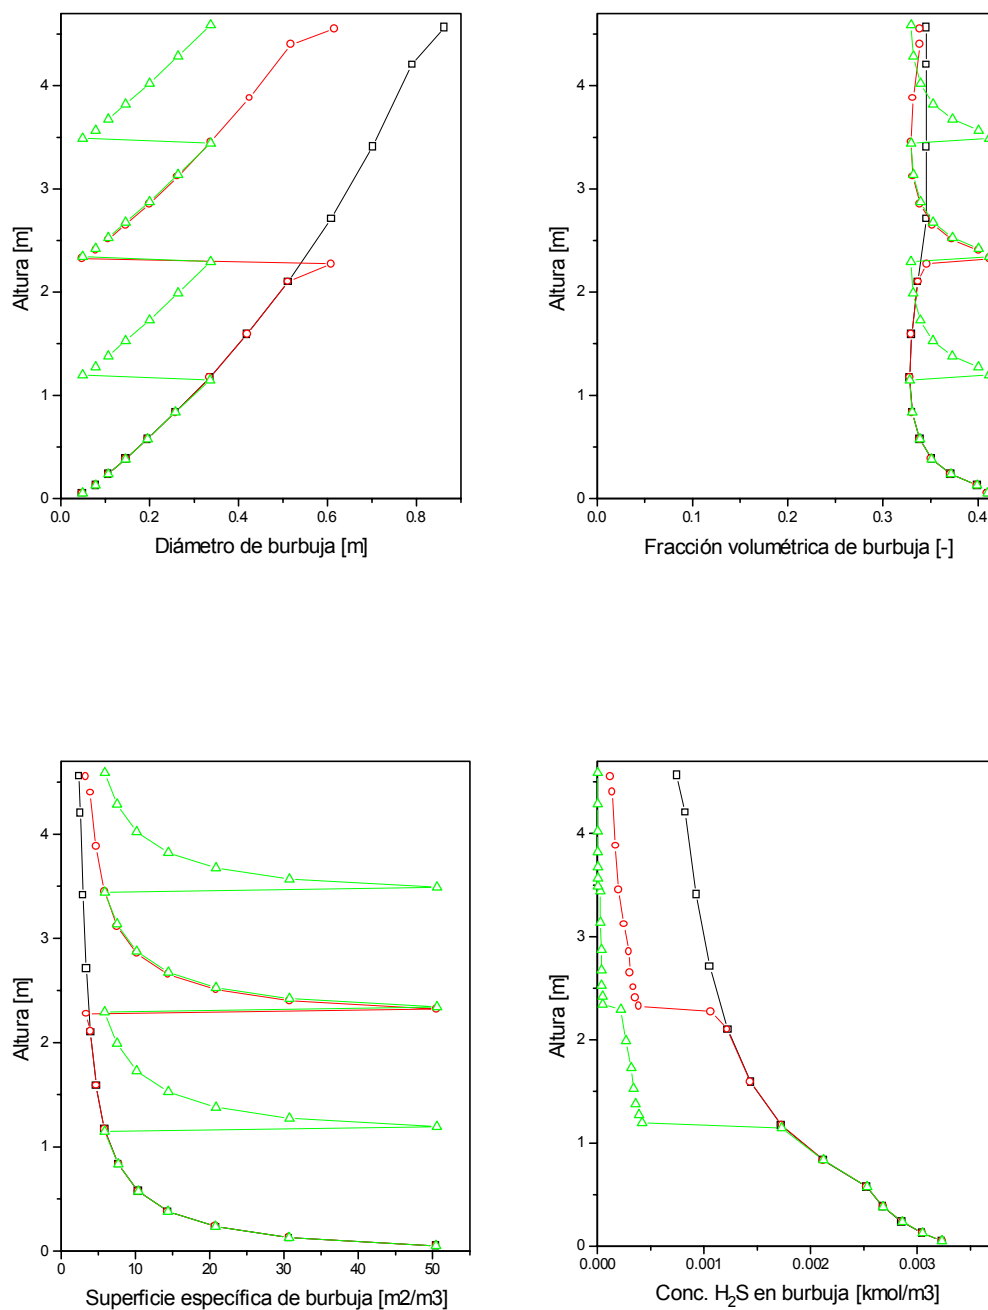 4
3
2
1
0
Altura [m]
0.0 0.2 0.4 0.6 0.8
Diámetro de burbuja [m]
4
3
2
1
0
Altura [m]
0.0 0.1 0.2 0.3 0.4
Fracción volumétrica de burbuja [-]
4
3
2
1
0
Altura [m]
0 10 20 30 40 50
Superficie específica de burbuja [m2/m3]
4
3
2
1
0
Altura [m]
0.000 0.001 0.002 0.003
Conc. H₂S en burbuja [kmol/m3]